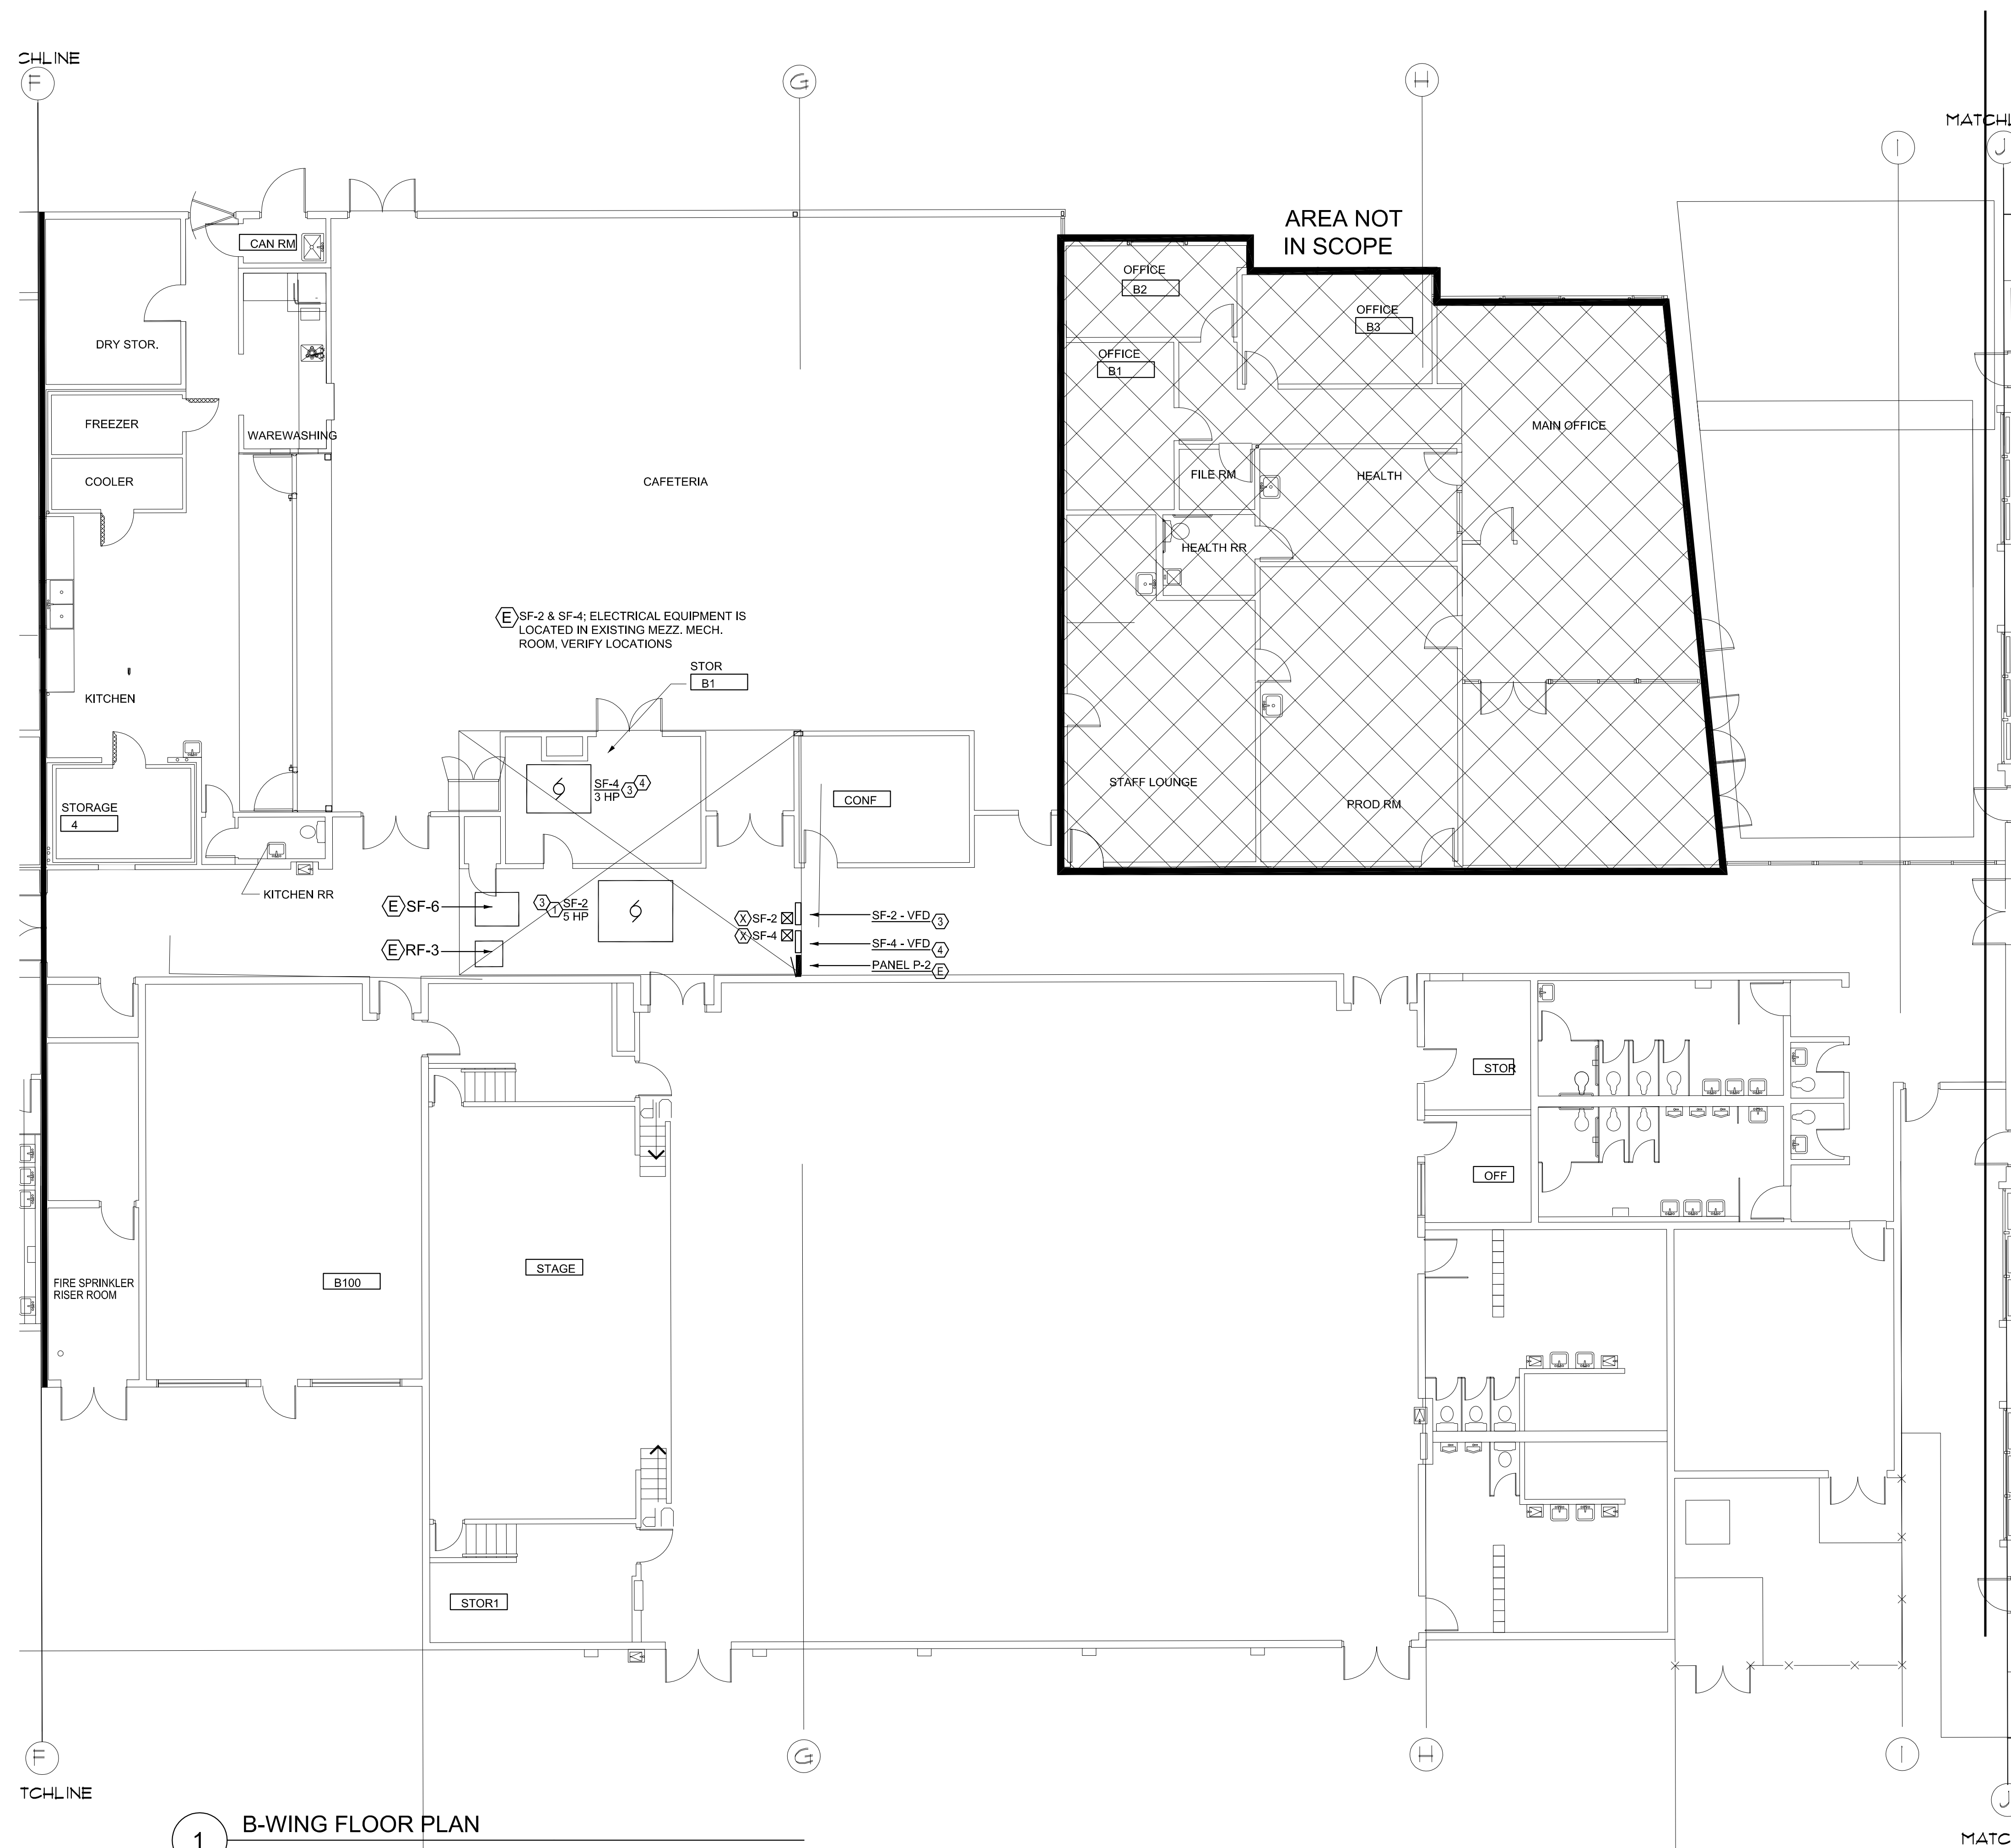 CHLINE
F
G
H
MATCHL
I
J
AREA NOT
IN SCOPE
CAN RM
OFFICE
B2
OFFICE
B3
DRY STOR.
OFFICE
B1
FREEZER
WAREWASHING
MAIN OFFICE
COOLER
CAFETERIA
FILE RM
HEALTH
HEALTH RR
E SF-2 & SF-4; ELECTRICAL EQUIPMENT IS
LOCATED IN EXISTING MEZZ. MECH.
ROOM, VERIFY LOCATIONS
STOR
B1
KITCHEN
SF-4 3 4
3 HP
STAFF LOUNGE
CONF
PROD RM
STORAGE
4
KITCHEN RR
E SF-6
3 1 SF-2
5 HP
X SF-2
SF-2 - VFD 3
X SF-4
SF-4 - VFD 4
E RF-3
PANEL P-2 E
STOR
OFF
STAGE
FIRE SPRINKLER
RISER ROOM
B100
STOR1
F
G
H
I
J
TCHLINE
1
B-WING FLOOR PLAN
MATC